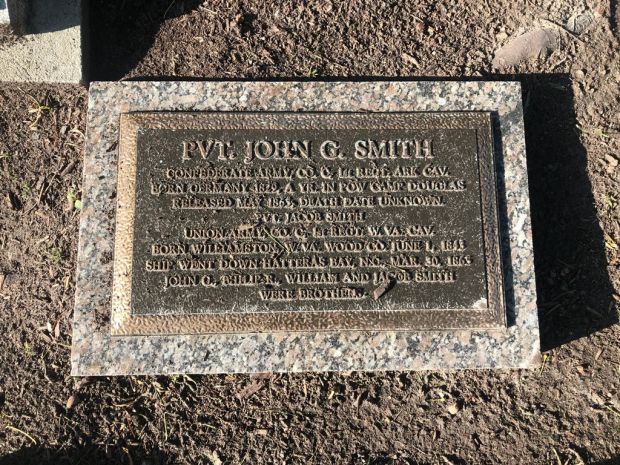 PVT. JOHN G. SMITH
CONFEDERATE ARMY CO. C, 1st REGT. ARK CAV.
BORN GERMANY 1829, A YR. IN POW CAMP DOUGLAS
RELEASED MAY 1865, DEATH DATE UNKNOWN.
PVT. JACOB SMITH
UNION CO. C, 1st REGT. W. VA. CAV.
BORN WILLIAMSTON, W. VA. WOOD CO. JUNE 1, 1843
SHIP WENT DOWN HATTERAS BAY, N.C. MAR. 30, 1865
JOHN G., PHILIP WILLIAM AND JACOB SMITH
WERE BROTHERS.